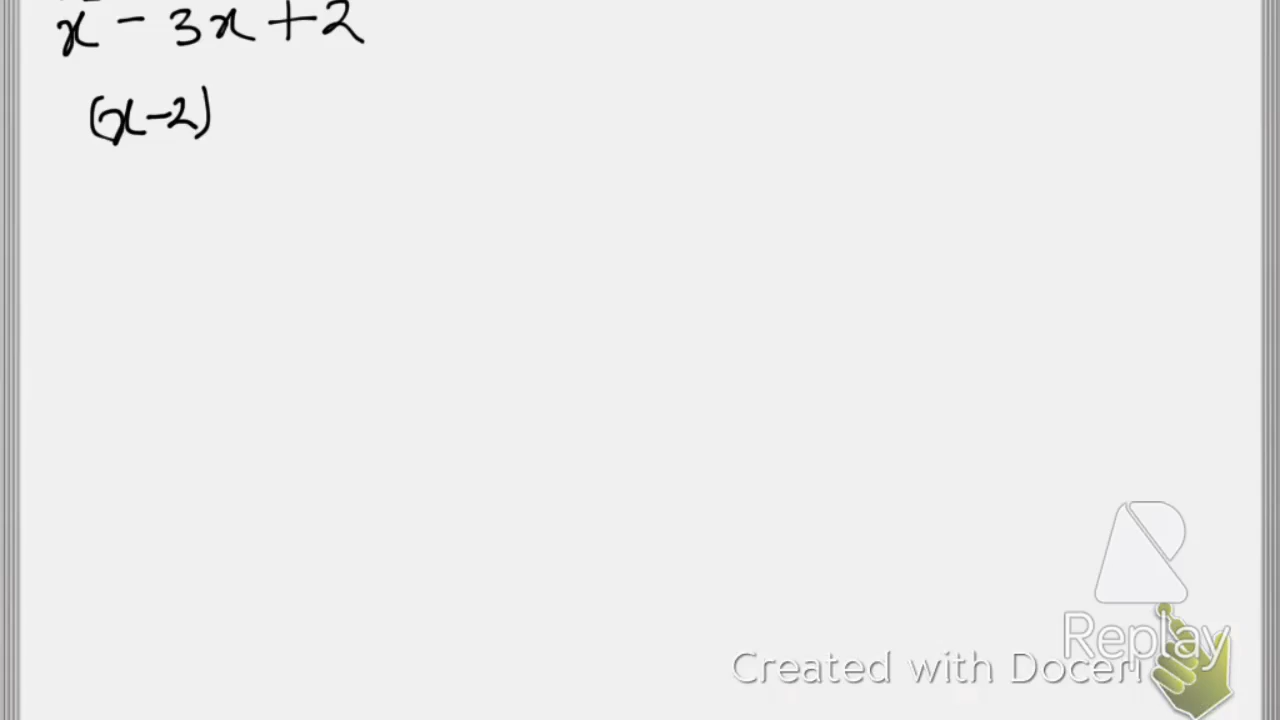 x - 3x + 2
(x-2)
Replay
Created with Doceri